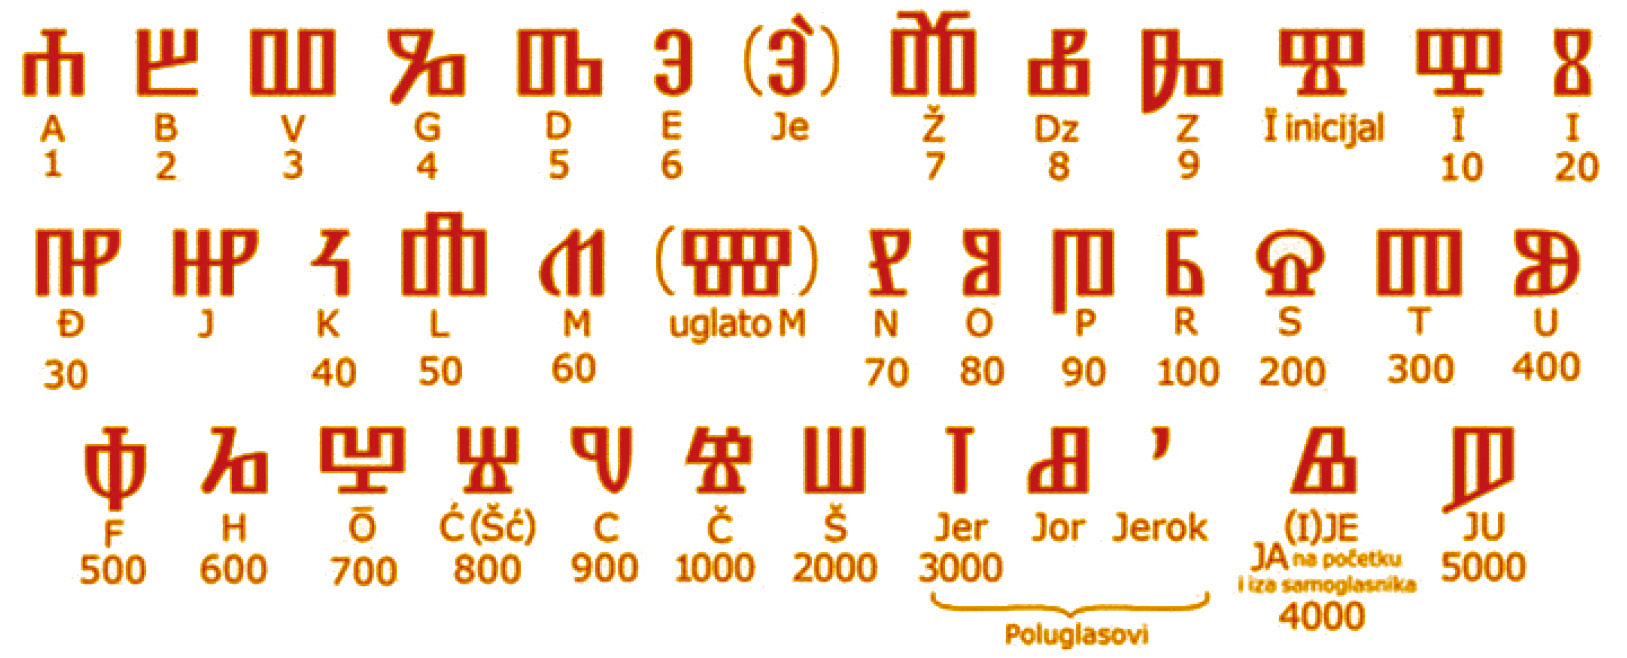 Ⰰ Ⰱ Ⰲ Ⰳ Ⰴ Ⰵ (Ⰵ̀) Ⰶ Ⰷ Ⰸ Ⰺ Ⰹ Ⰻ
A B V G D E Je Ž Dz Z Ï inicijal Ï I
1 2 3 4 5 6 7 8 9 10 20
Ⰼ Ⰼ Ⰽ Ⰾ Ⰿ (Ⱞ) Ⱀ Ⱁ Ⱂ Ⱃ Ⱄ Ⱅ Ⱆ
Đ J K L M uglato M N O P R S T U
30 40 50 60 70 80 90 100 200 300 400
Ⱇ Ⱈ Ⱉ Ⱋ Ⱌ Ⱍ Ⱎ Ⱜ Ⱏ ’ Ⱑ Ⱓ
F H Ō Ć (Šć) C Č Š Jer Jor Jerok (I)JE JU
500 600 700 800 900 1000 2000 3000 JA na početku 5000
i iza samoglasnika
4000
Poluglasovi